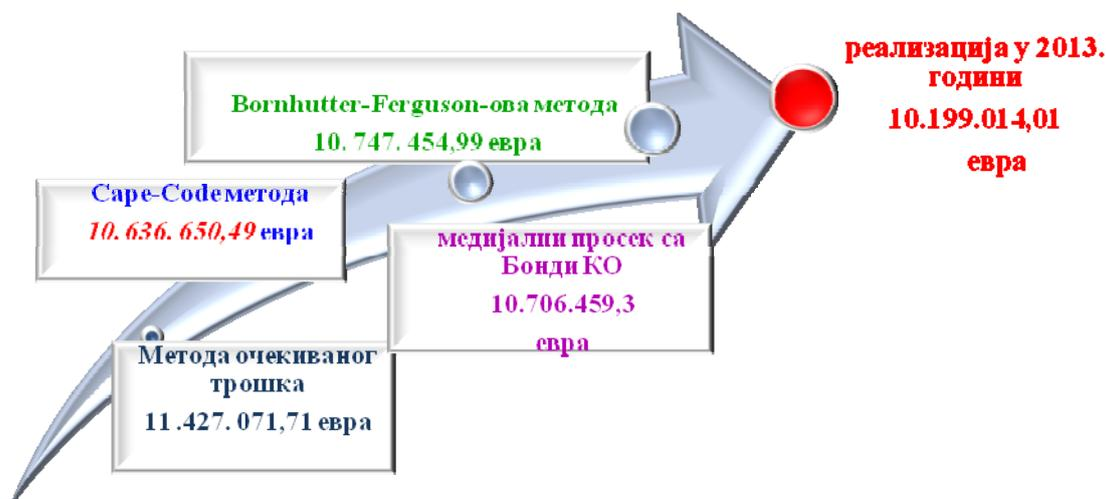 реализација у 2013.
години
10.199.014,01
евра
Bornhutter-Ferguson-ова метода
10. 747. 454,99 евра
Cape-Code метода
10. 636. 650,49 евра
медијални просек са
Бонди КО
10.706.459,3
евра
Метода очекиваног
трошка
11 .427. 071,71 евра